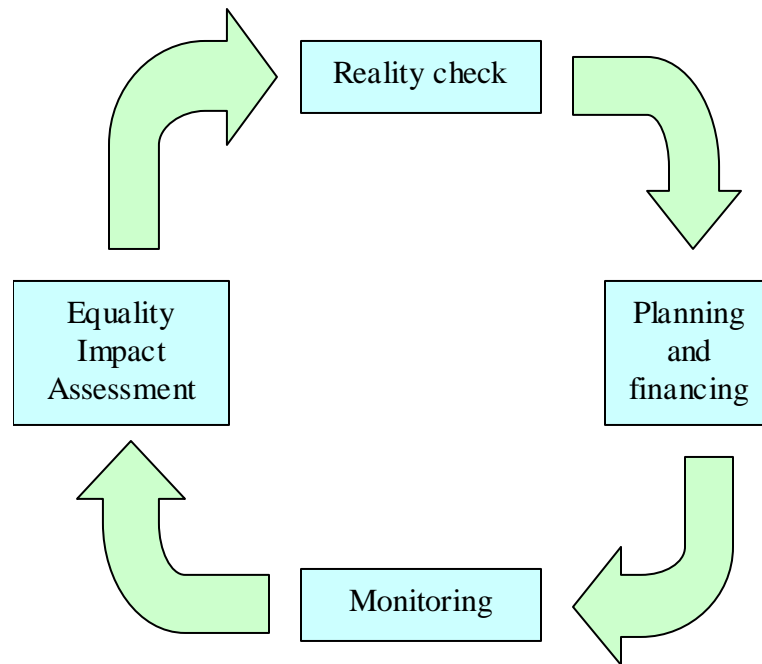 Reality check
Equality
Impact
Assessment
Planning
and
financing
Monitoring